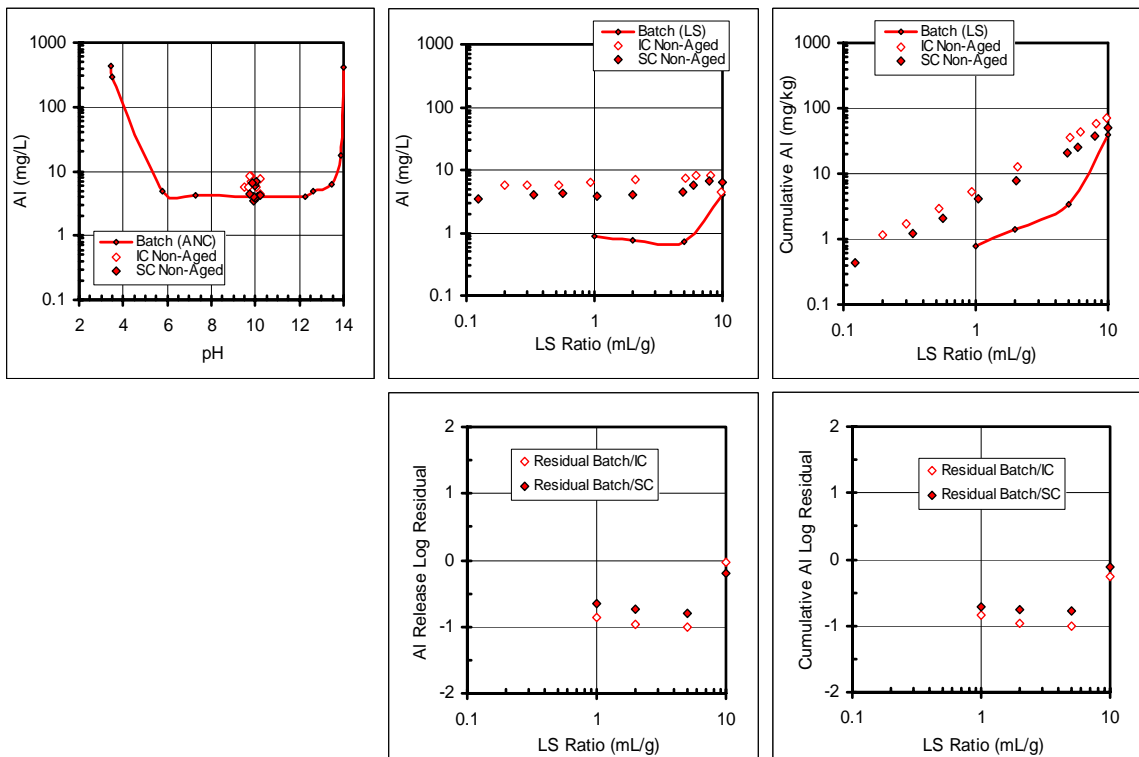 Al (mg/L)
1000
100
10
1
0.1
Batch (ANC)
IC Non-Aged
SC Non-Aged
2 4 6 8 10 12 14
pH
Al (mg/L)
1000
100
10
1
0.1
Batch (LS)
IC Non-Aged
SC Non-Aged
0.1 1 10
LS Ratio (mL/g)
Cumulative Al (mg/kg)
1000
100
10
1
0.1
Batch (LS)
IC Non-Aged
SC Non-Aged
0.1 1 10
LS Ratio (mL/g)
Al Release Log Residual
2
1
0
-1
-2
Residual Batch/IC
Residual Batch/SC
0.1 1 10
LS Ratio (mL/g)
Cumulative Al Log Residual
2
1
0
-1
-2
Residual Batch/IC
Residual Batch/SC
0.1 1 10
LS Ratio (mL/g)